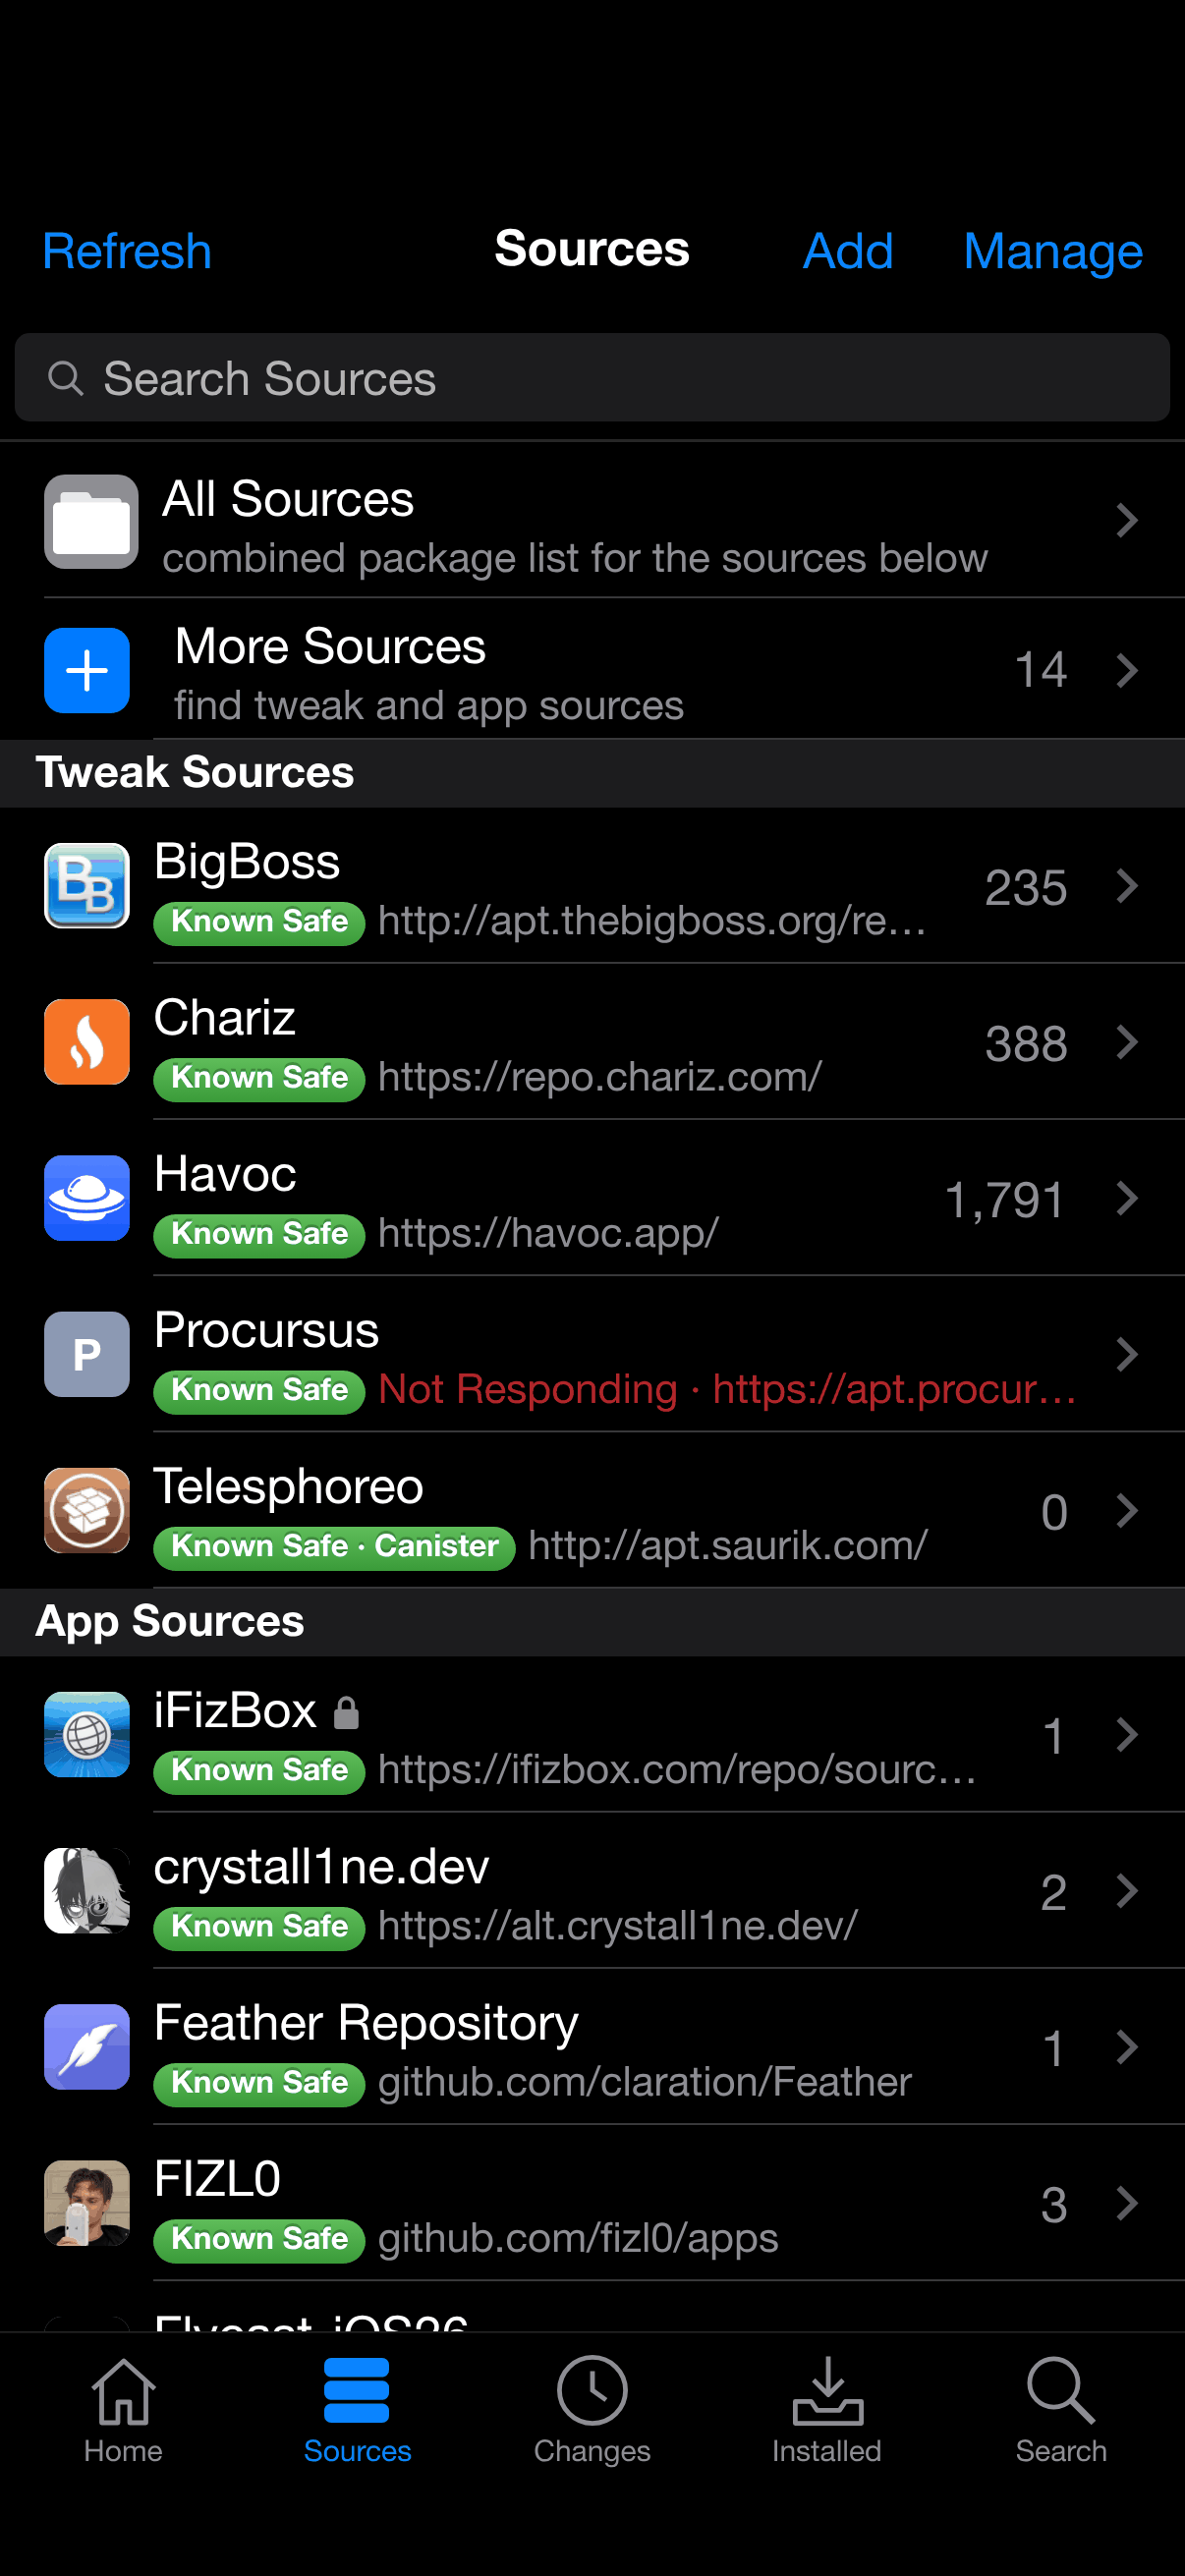 Refresh
Sources
Add
Manage
Search Sources
All Sources
combined package list for the sources below
More Sources
find tweak and app sources
14
Tweak Sources
BB
BigBoss
Known Safe http://apt.thebigboss.org/re…
235
Chariz
Known Safe https://repo.chariz.com/
388
Havoc
Known Safe https://havoc.app/
1,791
P
Procursus
Known Safe Not Responding · https://apt.procur…
Telesphoreo
Known Safe · Canister http://apt.saurik.com/
0
App Sources
iFizBox
Known Safe https://ifizbox.com/repo/sourc…
1
crystall1ne.dev
Known Safe https://alt.crystall1ne.dev/
2
Feather Repository
Known Safe github.com/claration/Feather
1
FIZL0
Known Safe github.com/fizl0/apps
3
Flycast-iOS26
Home
Sources
Changes
Installed
Search